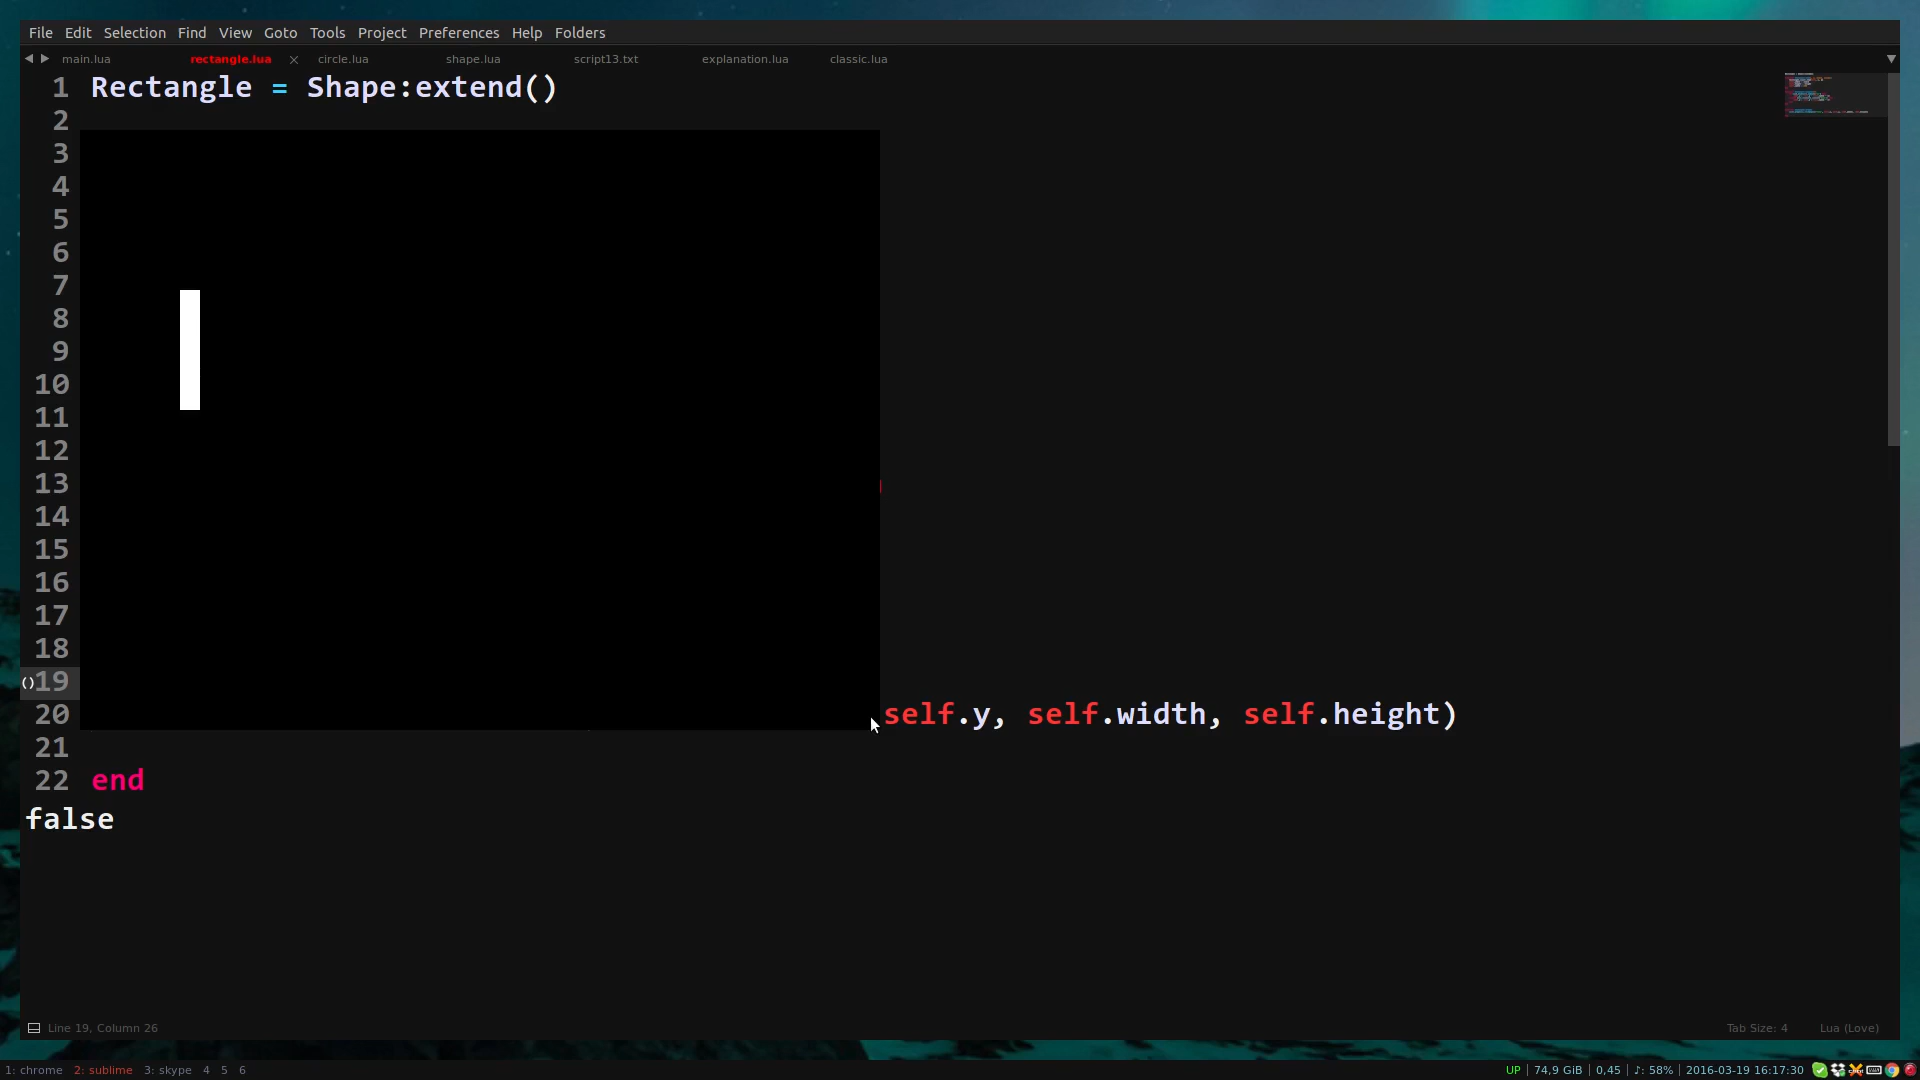 File Edit Selection Find View Goto Tools Project Preferences Help Folders
main.lua rectangle.lua circle.lua shape.lua script13.txt explanation.lua classic.lua
1 Rectangle = Shape:extend()
2
3
4
5
6
7
8
9
10
11
12
13
14
15
16
17
18
()19
20 self.y, self.width, self.height)
21
22 end
false
Line 19, Column 26 Tab Size: 4 Lua (Love)
1: chrome 2: sublime 3: skype 4 5 6 UP | 74,9 GiB | 0,45 | ♪: 58% | 2016-03-19 16:17:30